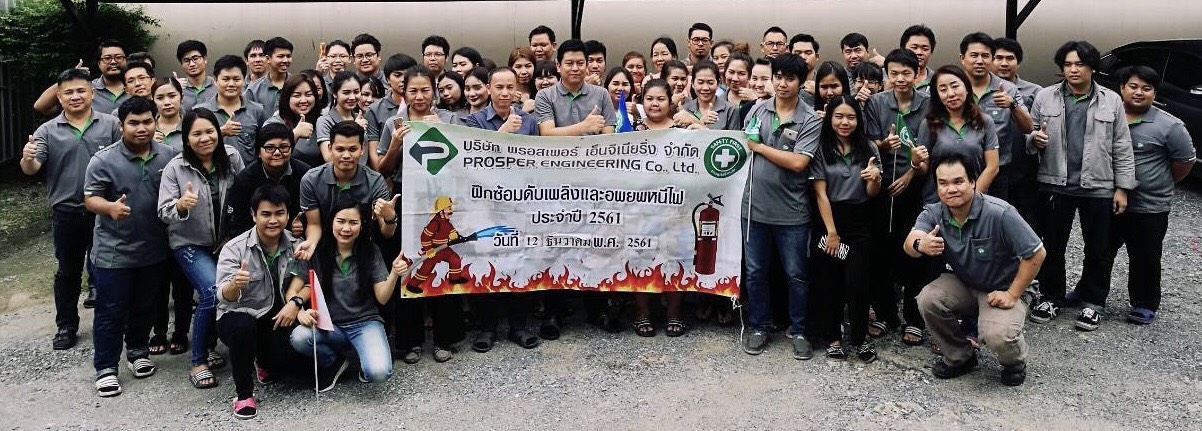 บริษัท พรอสเพอร์ เอ็นจิเนียริ่ง จำกัด
PROSPER ENGINEERING Co., Ltd.,
SAFETY FIRST
ฝึกซ้อมดับเพลิงและอพยพหนีไฟ
ประจำปี 2561
วันที่ 12 ธันวาคม พ.ศ. 2561